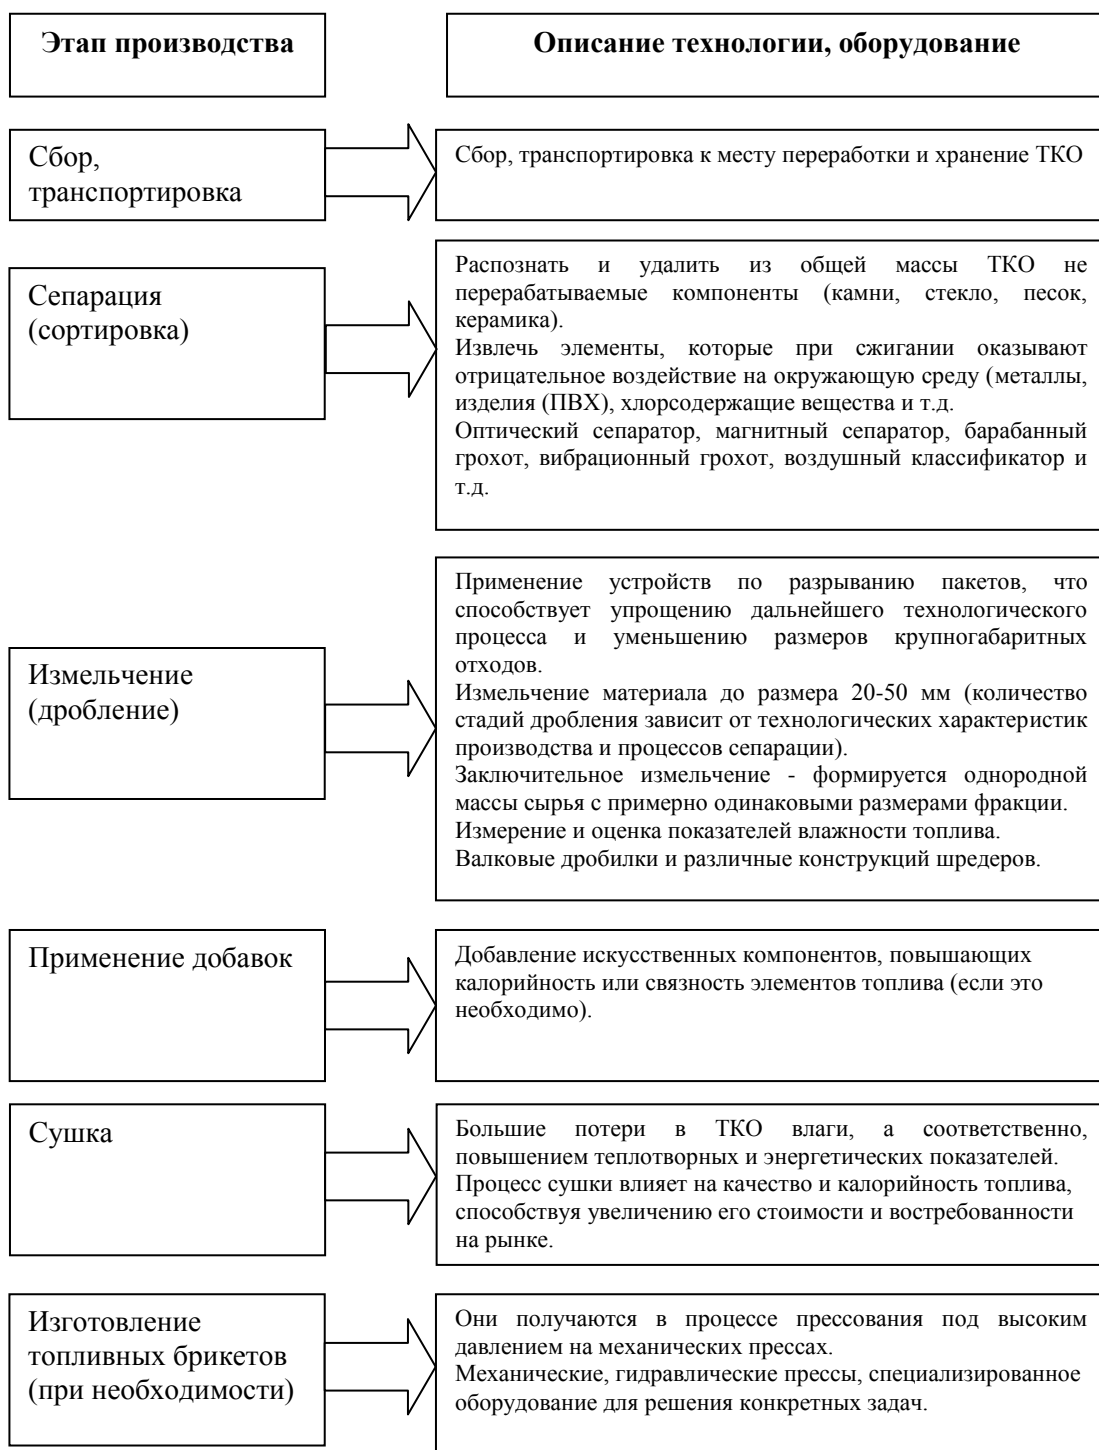 Этап производства
Описание технологии, оборудование
Сбор,
транспортировка
Сбор, транспортировка к месту переработки и хранение ТКО
Сепарация
(сортировка)
Распознать и удалить из общей массы ТКО не
перерабатываемые компоненты (камни, стекло, песок,
керамика).
Извлечь элементы, которые при сжигании оказывают
отрицательное воздействие на окружающую среду (металлы,
изделия (ПВХ), хлорсодержащие вещества и т.д.
Оптический сепаратор, магнитный сепаратор, барабанный
грохот, вибрационный грохот, воздушный классификатор и
т.д.
Измельчение
(дробление)
Применение устройств по разрыванию пакетов, что
способствует упрощению дальнейшего технологического
процесса и уменьшению размеров крупногабаритных
отходов.
Измельчение материала до размера 20-50 мм (количество
стадий дробления зависит от технологических характеристик
производства и процессов сепарации).
Заключительное измельчение - формируется однородной
массы сырья с примерно одинаковыми размерами фракции.
Измерение и оценка показателей влажности топлива.
Валковые дробилки и различные конструкций шредеров.
Применение добавок
Добавление искусственных компонентов, повышающих
калорийность или связность элементов топлива (если это
необходимо).
Сушка
Большие потери в ТКО влаги, а соответственно,
повышением теплотворных и энергетических показателей.
Процесс сушки влияет на качество и калорийность топлива,
способствуя увеличению его стоимости и востребованности
на рынке.
Изготовление
топливных брикетов
(при необходимости)
Они получаются в процессе прессования под высоким
давлением на механических прессах.
Механические, гидравлические прессы, специализированное
оборудование для решения конкретных задач.